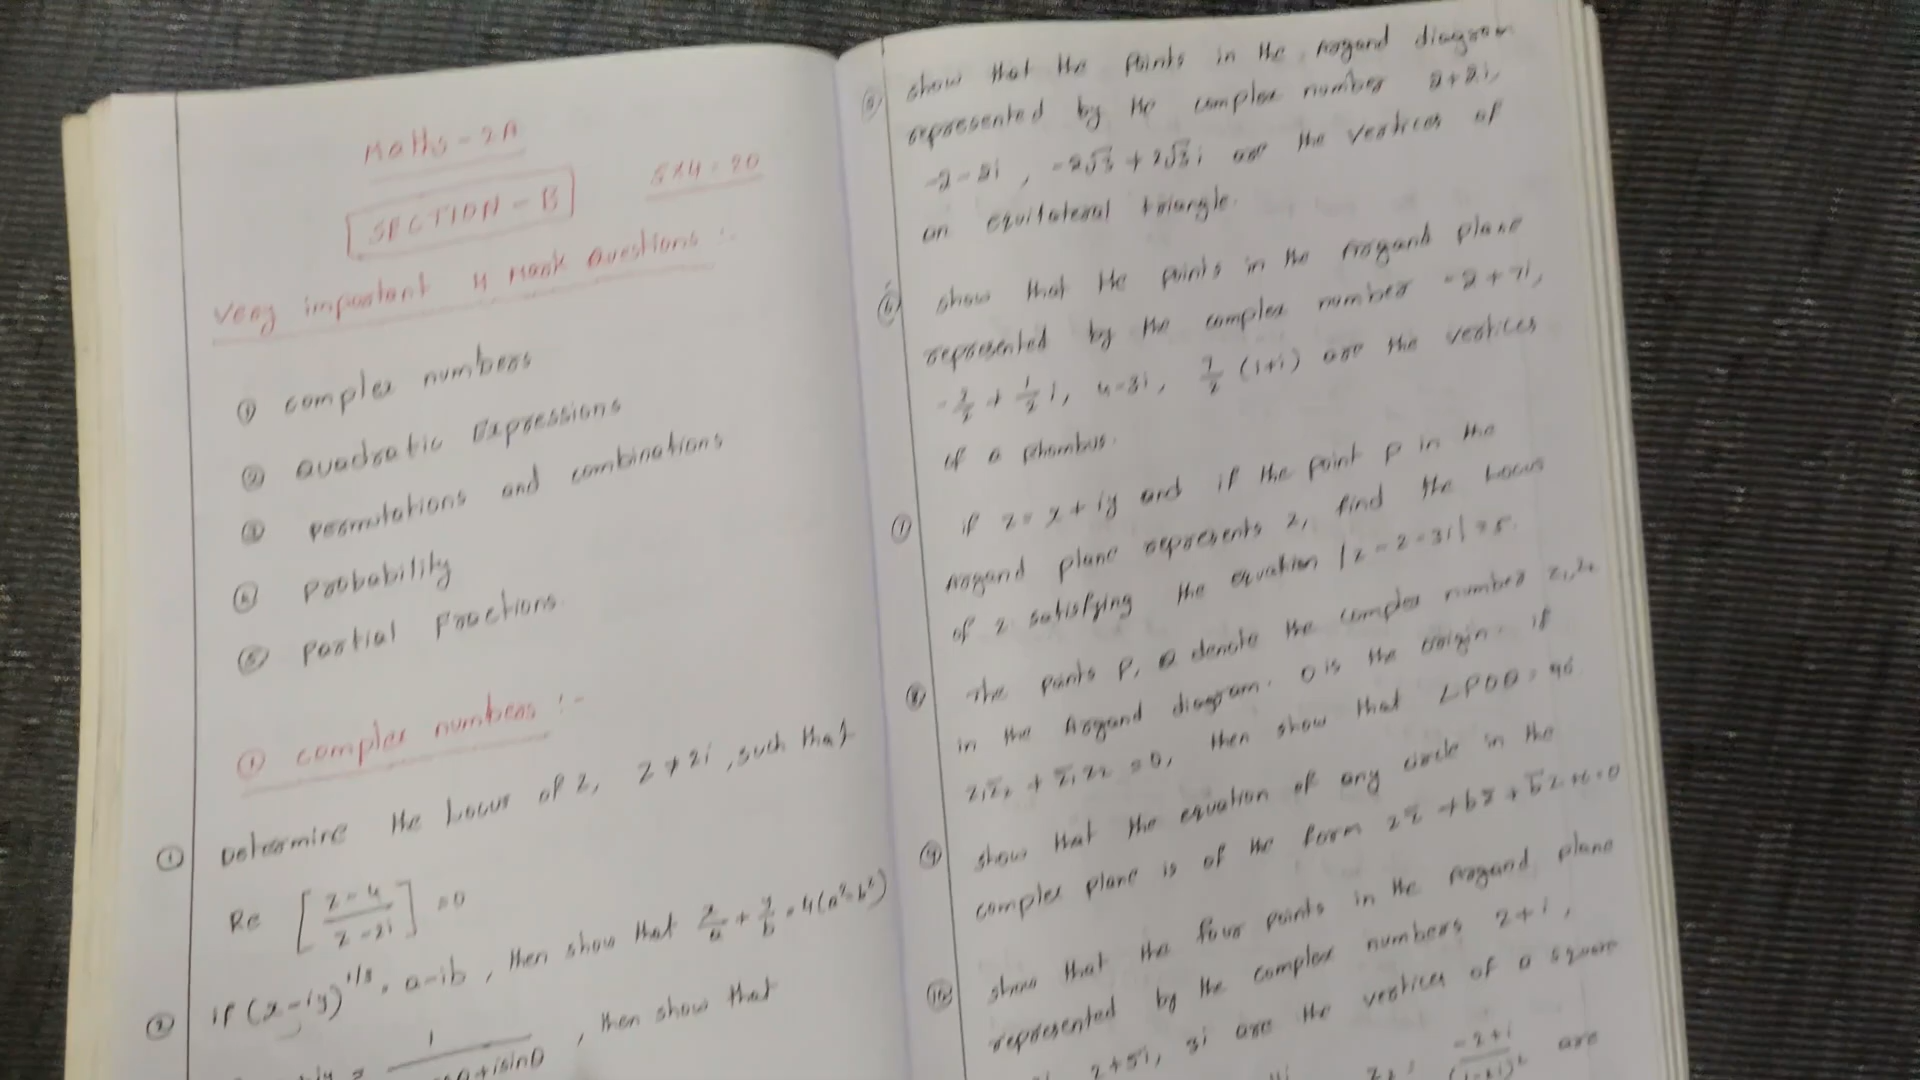 Maths - 2A
SECTION - B 5x4=20
Very important 4 Mark Questions :-
① complex numbers
② Quadratic Expressions
③ permutations and combinations
④ probability
⑤ Partial Fractions
① complex numbers :-
① Determine the Locus of z, z ≠ 2i, such that
Re [z-4/z-2i] =0
② if (x-iy)^1/3 = a-ib, then show that x/a + y/b = 4(a²-b²)
1
, then show that
⑤ show that the points in the Argand diagram
represented by the complex number 2+2i,
-2-2i, -2√3 + 2√3 i are the vertices of
an equilateral triangle.
⑥ show that the points in the Argand plane
represented by the complex number -2+7i,
-3/2 + 1/2 i, 4-3i, 7/2 (1+i) are the vertices
of a Rhombus.
⑦ if z = x+iy and if the point P in the
Argand plane represents z, find the Locus
of z satisfying the equation |z-2-3i| = 5.
⑧ The points P, Q denote the complex number z1, z2
in the Argand diagram. O is the origin. if
z1z̅2 + z̅1z2 = 0, then show that ∠POQ = 90
⑨ show that the equation of any circle in the
complex plane is of the form zz̅ + bz̅ + b̅z + c = 0
⑩ show that the four points in the Argand plane
represented by the complex numbers 2+i,
2+5i, 3i are the vertices of a square
-2+i
(1-2i)² are